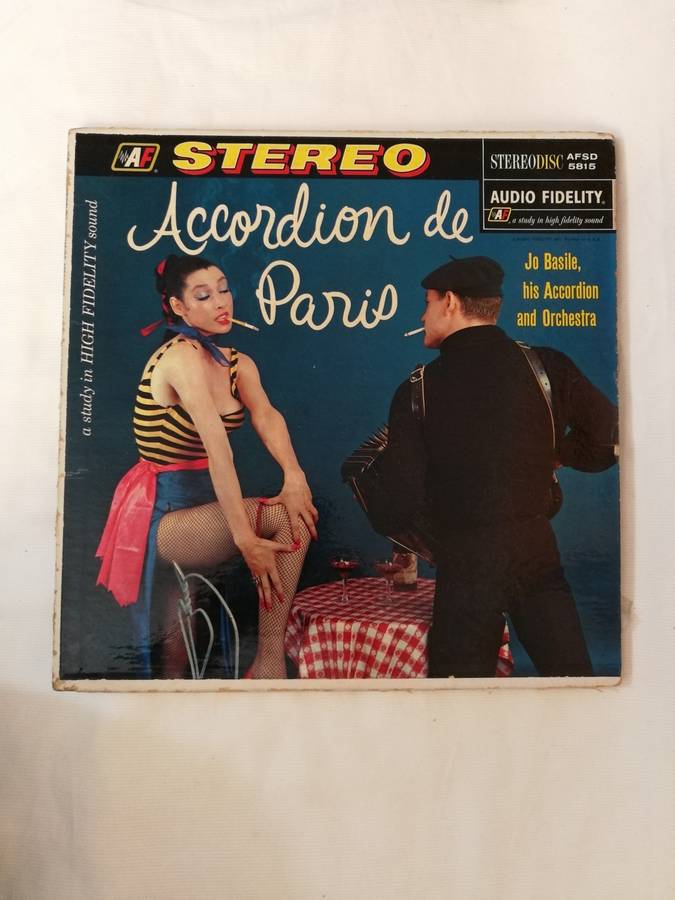 AF® STEREO
STEREODISC AFSD 5815
AUDIO FIDELITY®
AF® a study in high fidelity sound
Accordion de
Paris
Jo Basile,
his Accordion
and Orchestra
a study in HIGH FIDELITY sound